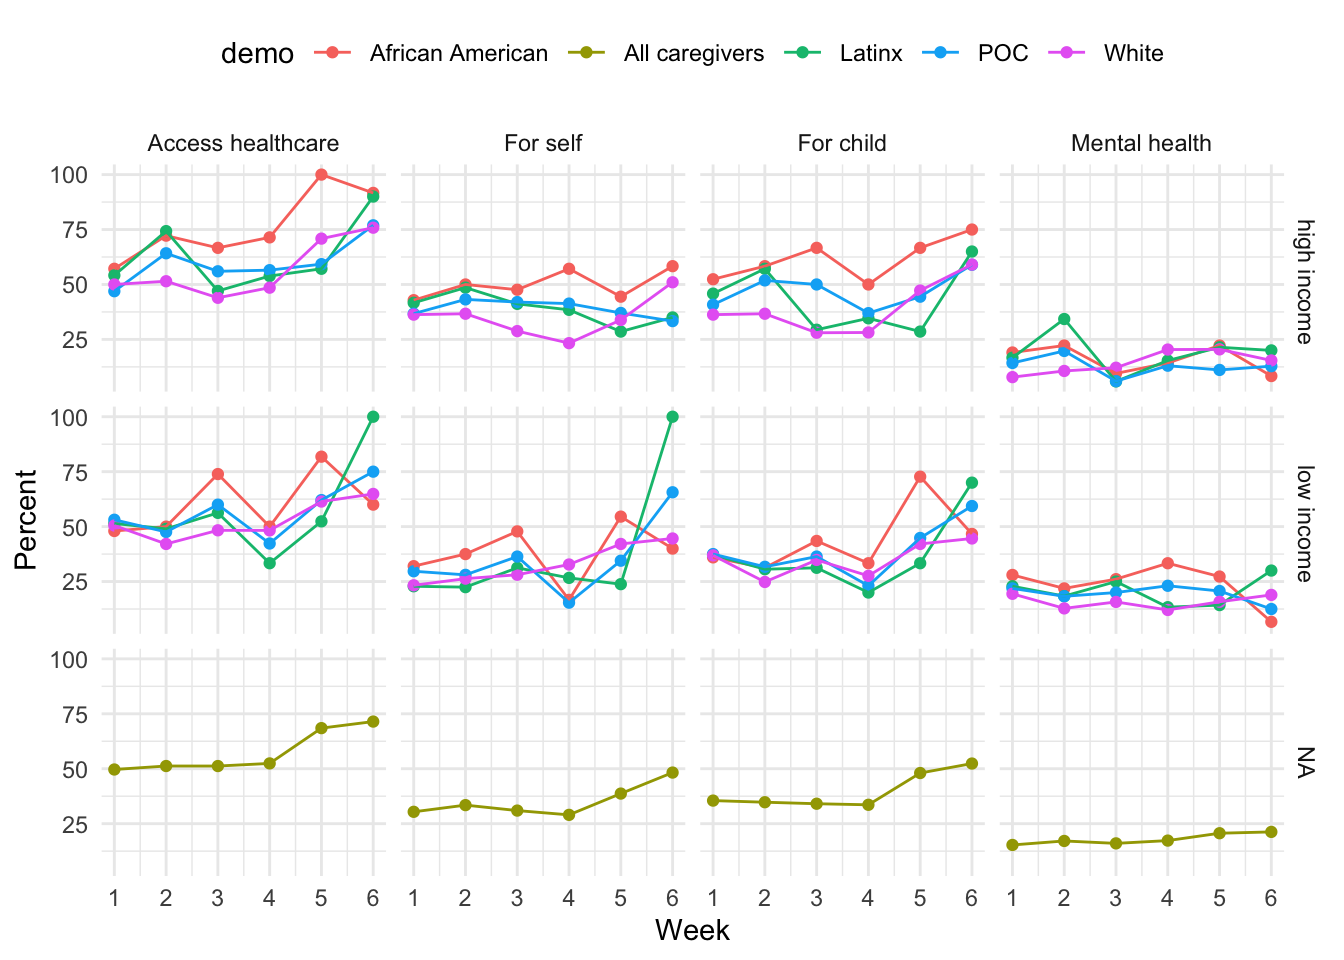 demo African American All caregivers Latinx POC White
Access healthcare For self For child Mental health
100
75
50
25
high income
100
75
50
25
low income
Percent
100
75
50
25
NA
1 2 3 4 5 6 1 2 3 4 5 6 1 2 3 4 5 6 1 2 3 4 5 6
Week